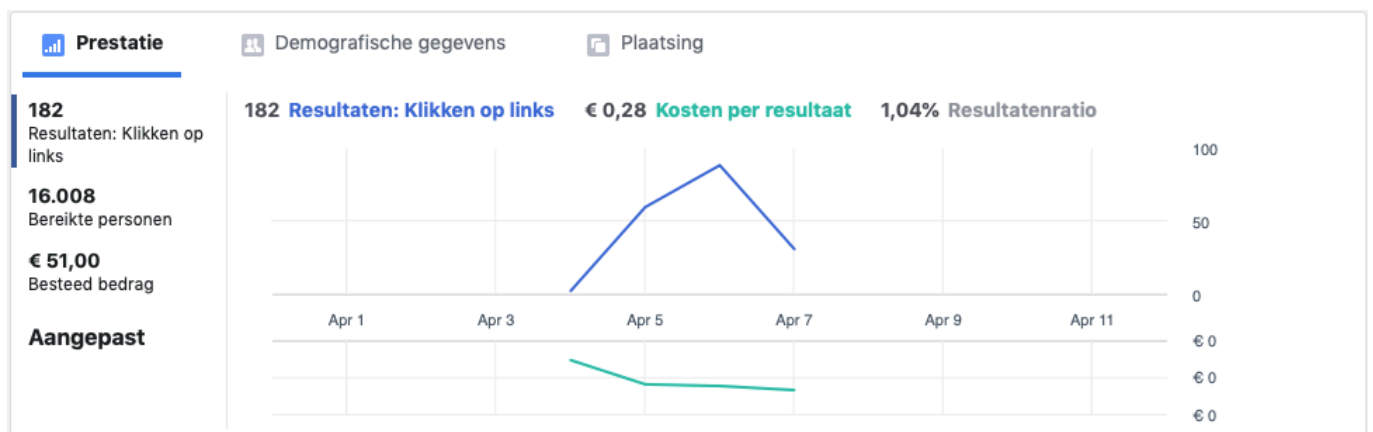 Prestatie
Demografische gegevens
Plaatsing
182
Resultaten: Klikken op
links
16.008
Bereikte personen
€ 51,00
Besteed bedrag
Aangepast
182 Resultaten: Klikken op links
€ 0,28 Kosten per resultaat
1,04% Resultatenratio
100
50
0
Apr 1
Apr 3
Apr 5
Apr 7
Apr 9
Apr 11
€ 0
€ 0
€ 0